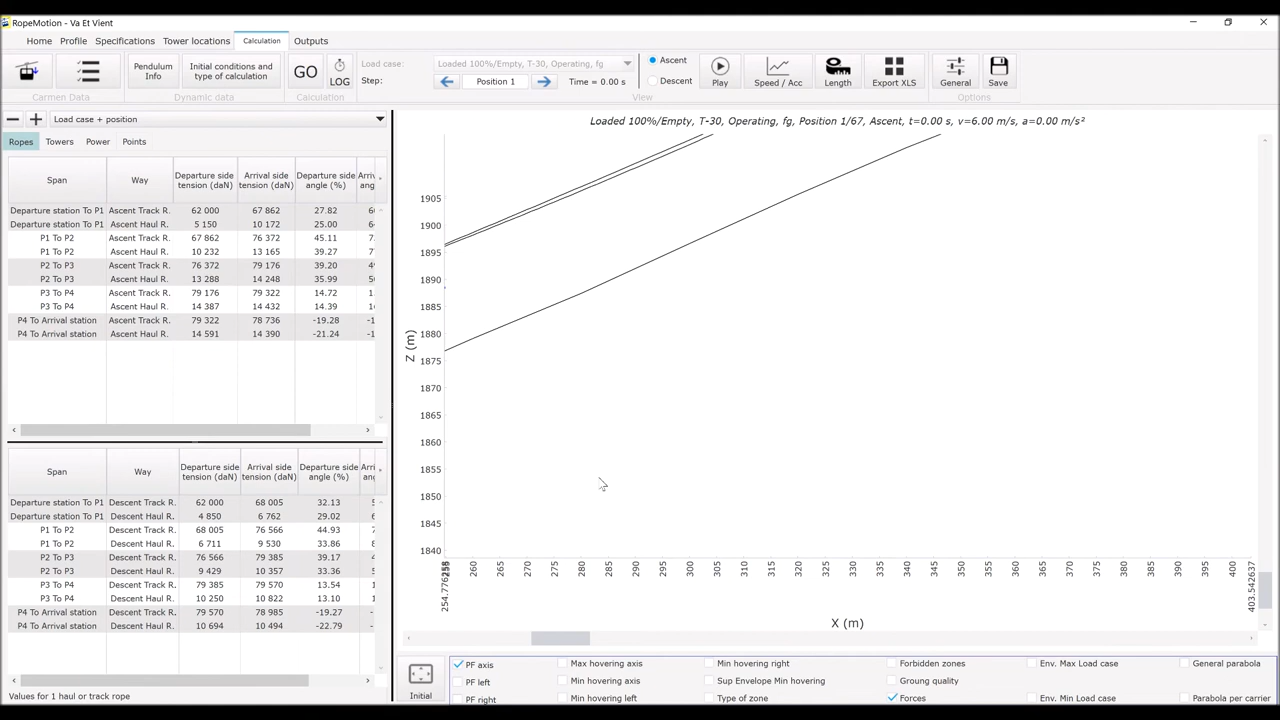 RopeMotion - Va Et Vient
Home Profile Specifications Tower locations Calculation Outputs
Pendulum Info
Initial conditions and type of calculation
GO
LOG
Load case: Loaded 100%/Empty, T-30, Operating, fg
Step: Position 1 Time = 0.00 s
Ascent
Descent
Play
Speed / Acc
Length
Export XLS
General
Save
Carmen Data Dynamic data Calculation View Options
Load case + position
Ropes Towers Power Points
Loaded 100%/Empty, T-30, Operating, fg, Position 1/67, Ascent, t=0.00 s, v=6.00 m/s, a=0.00 m/s²
Span Way Departure side tension (daN) Arrival side tension (daN) Departure side angle (%) Arriv ang
Departure station To P1 Ascent Track R. 62 000 67 862 27.82
Departure station To P1 Ascent Haul R. 5 150 10 172 25.00
P1 To P2 Ascent Track R. 67 862 76 372 45.11
P1 To P2 Ascent Haul R. 10 232 13 165 39.27
P2 To P3 Ascent Track R. 76 372 79 176 39.20
P2 To P3 Ascent Haul R. 13 288 14 248 35.99
P3 To P4 Ascent Track R. 79 176 79 322 14.72
P3 To P4 Ascent Haul R. 14 387 14 432 14.39
P4 To Arrival station Ascent Track R. 79 322 78 736 -19.28
P4 To Arrival station Ascent Haul R. 14 591 14 390 -21.24
Span Way Departure side tension (daN) Arrival side tension (daN) Departure side angle (%) Arri ang
Departure station To P1 Descent Track R. 62 000 68 005 32.13
Departure station To P1 Descent Haul R. 4 850 6 762 29.02
P1 To P2 Descent Track R. 68 005 76 566 44.93
P1 To P2 Descent Haul R. 6 711 9 530 33.86
P2 To P3 Descent Track R. 76 566 79 385 39.17
P2 To P3 Descent Haul R. 9 429 10 357 33.36
P3 To P4 Descent Track R. 79 385 79 570 13.54
P3 To P4 Descent Haul R. 10 250 10 822 13.10
P4 To Arrival station Descent Track R. 79 570 78 985 -19.27
P4 To Arrival station Descent Haul R. 10 694 10 494 -22.79
Values for 1 haul or track rope
Z (m)
1905
1900
1895
1890
1885
1880
1875
1870
1865
1860
1855
1850
1845
1840
260 265 270 275 280 285 290 295 300 305 310 315 320 325 330 335 340 345 350 355 360 365 370 375 380 385 390 395 400 403.542637
X (m)
Initial
PF axis Max hovering axis Min hovering right Forbidden zones Env. Max Load case General parabola
PF left Min hovering axis Sup Envelope Min hovering Ground quality
PF right Min hovering left Type of zone Forces Env. Min Load case Parabola per carrier